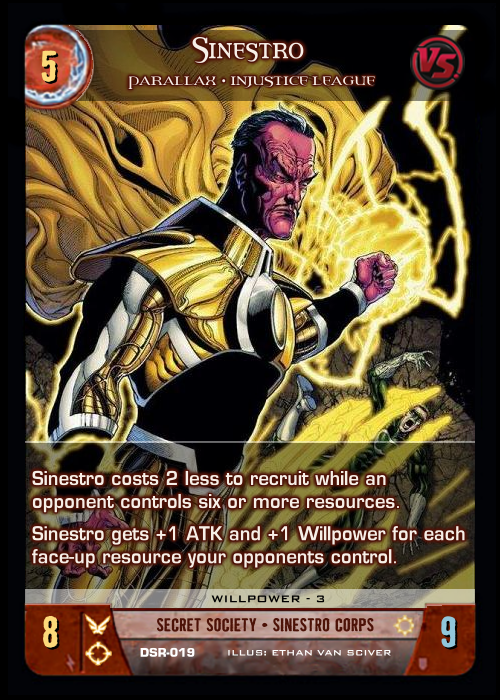 5
SINESTRO
PARALLAX • INJUSTICE LEAGUE
VS
Sinestro costs 2 less to recruit while an
opponent controls six or more resources.
Sinestro gets +1 ATK and +1 Willpower for each
face-up resource your opponents control.
WILLPOWER - 3
8
SECRET SOCIETY • SINESTRO CORPS
9
DSR-019 ILLUS: ETHAN VAN SCIVER